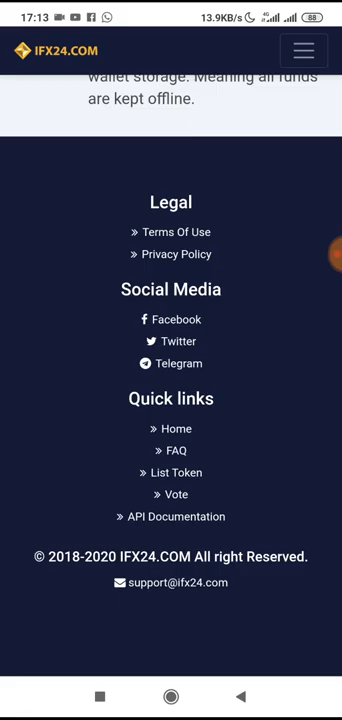 17:13 13.9KB/s 4G 88
IFX24.COM
wallet storage. Meaning all funds
are kept offline.
Legal
Terms Of Use
Privacy Policy
Social Media
Facebook
Twitter
Telegram
Quick links
Home
FAQ
List Token
Vote
API Documentation
© 2018-2020 IFX24.COM All right Reserved.
support@ifx24.com